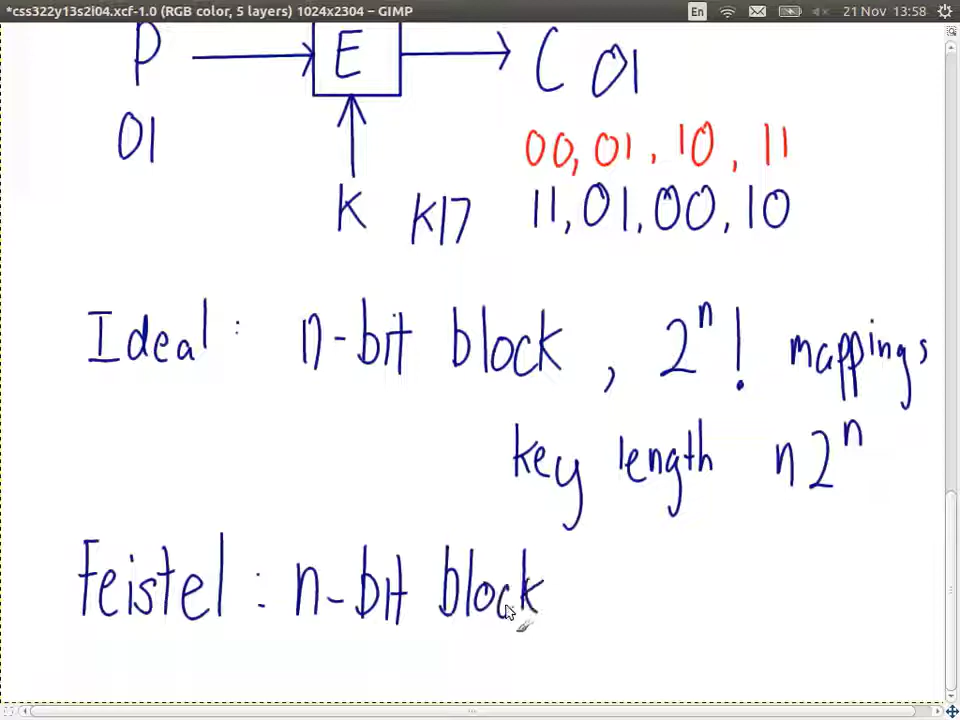 *css322y13s2i04.xcf-1.0 (RGB color, 5 layers) 1024x2304 – GIMP En 21 Nov 13:58
P E C 01
01 00, 01, 10, 11
K K17 11, 01, 00, 10
Ideal: n-bit block, 2ⁿ! mappings
key length n2ⁿ
Feistel: n-bit block